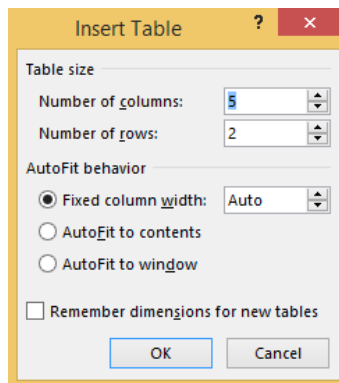 Insert Table ? ×
Table size
Number of columns: 5
Number of rows: 2
AutoFit behavior
Fixed column width: Auto
AutoFit to contents
AutoFit to window
Remember dimensions for new tables
OK Cancel